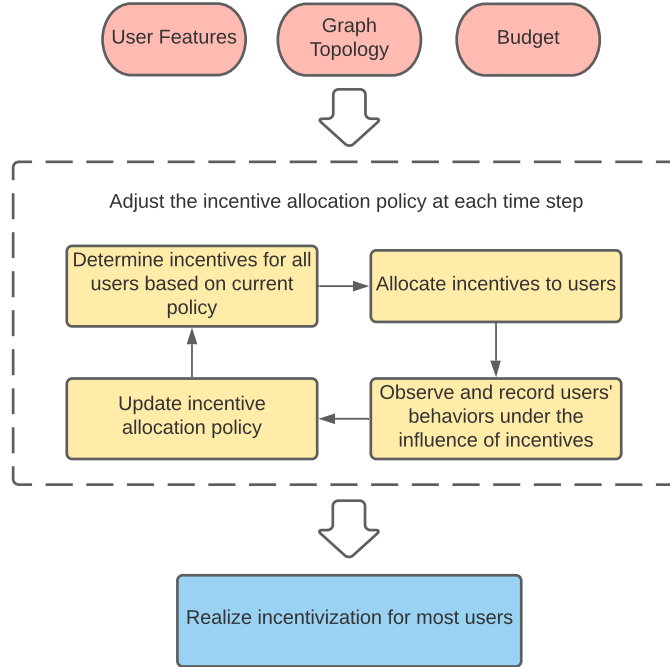 User Features
Graph
Topology
Budget
Adjust the incentive allocation policy at each time step
Determine incentives for all
users based on current
policy
Allocate incentives to users
Observe and record users'
behaviors under the
influence of incentives
Update incentive
allocation policy
Realize incentivization for most users